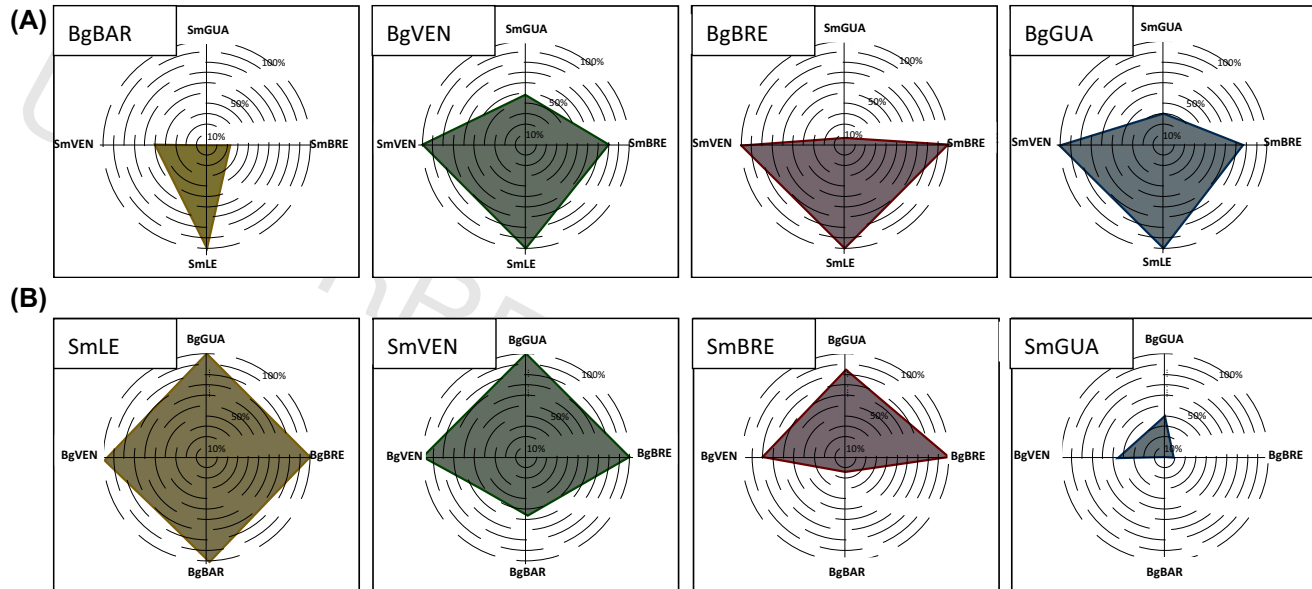 (A)
BgBAR
SmGUA
100%
50%
10%
SmVEN
SmBRE
SmLE
BgVEN
SmGUA
100%
50%
10%
SmVEN
SmBRE
SmLE
BgBRE
SmGUA
100%
50%
10%
SmVEN
SmBRE
SmLE
BgGUA
SmGUA
100%
50%
10%
SmVEN
SmBRE
SmLE
(B)
SmLE
BgGUA
100%
50%
10%
BgVEN
BgBRE
BgBAR
SmVEN
BgGUA
100%
50%
10%
BgVEN
BgBRE
BgBAR
SmBRE
BgGUA
100%
50%
10%
BgVEN
BgBRE
BgBAR
SmGUA
BgGUA
100%
50%
10%
BgVEN
BgBRE
BgBAR